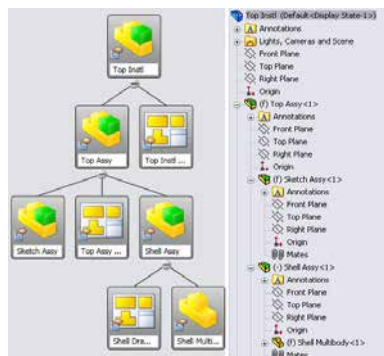 Top Instl
Top Assy
Top Instl ...
Sketch Assy
Top Assy ...
Shell Assy
Shell Dra...
Shell Multi...
Top Instl (Default<Display State-1>)
Annotations
Lights, Cameras and Scene
Front Plane
Top Plane
Right Plane
Origin
(f) Top Assy<1>
Annotations
Front Plane
Top Plane
Right Plane
Origin
(f) Sketch Assy<1>
Annotations
Front Plane
Top Plane
Right Plane
Origin
Mates
(-) Shell Assy<1>
Annotations
Front Plane
Top Plane
Right Plane
Origin
(f) Shell Multibody<1>
Mates